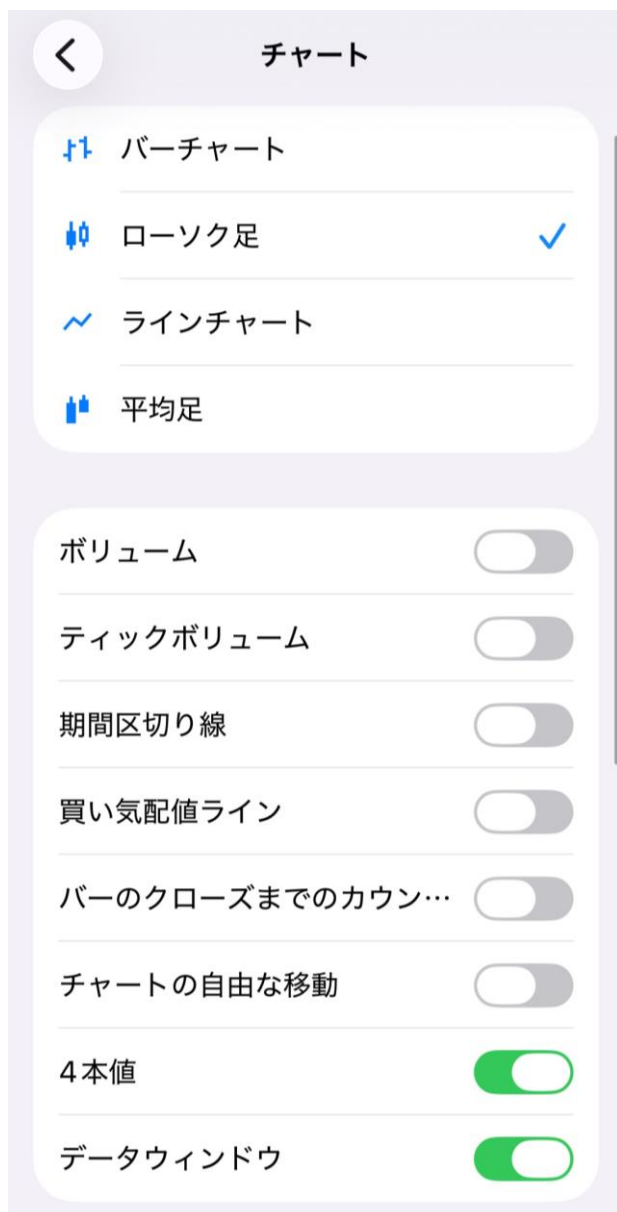 チャート
バーチャート
ローソク足
ラインチャート
平均足
ボリューム
ティックボリューム
期間区切り線
買い気配値ライン
バーのクローズまでのカウン…
チャートの自由な移動
4本値
データウィンドウ